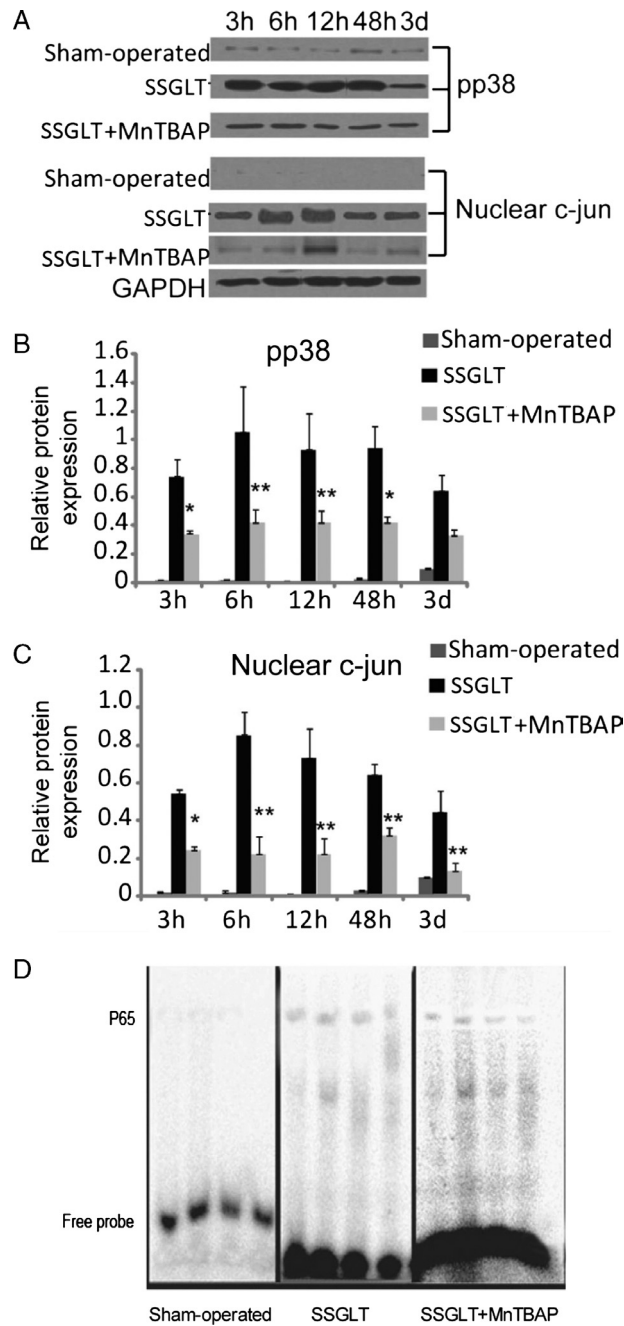 A
3h 6h 12h 48h 3d
Sham-operated
SSGLT
SSGLT+MnTBAP
pp38
Sham-operated
SSGLT
SSGLT+MnTBAP
Nuclear c-jun
GAPDH
B
pp38
Sham-operated
SSGLT
SSGLT+MnTBAP
Relative protein
expression
1.6
1.4
1.2
1
0.8
0.6
0.4
0.2
0
* ** ** *
3h 6h 12h 48h 3d
C
Nuclear c-jun
Sham-operated
SSGLT
SSGLT+MnTBAP
Relative protein
expression
1.2
1
0.8
0.6
0.4
0.2
0
* ** ** ** **
3h 6h 12h 48h 3d
D
P65
Free probe
Sham-operated SSGLT SSGLT+MnTBAP